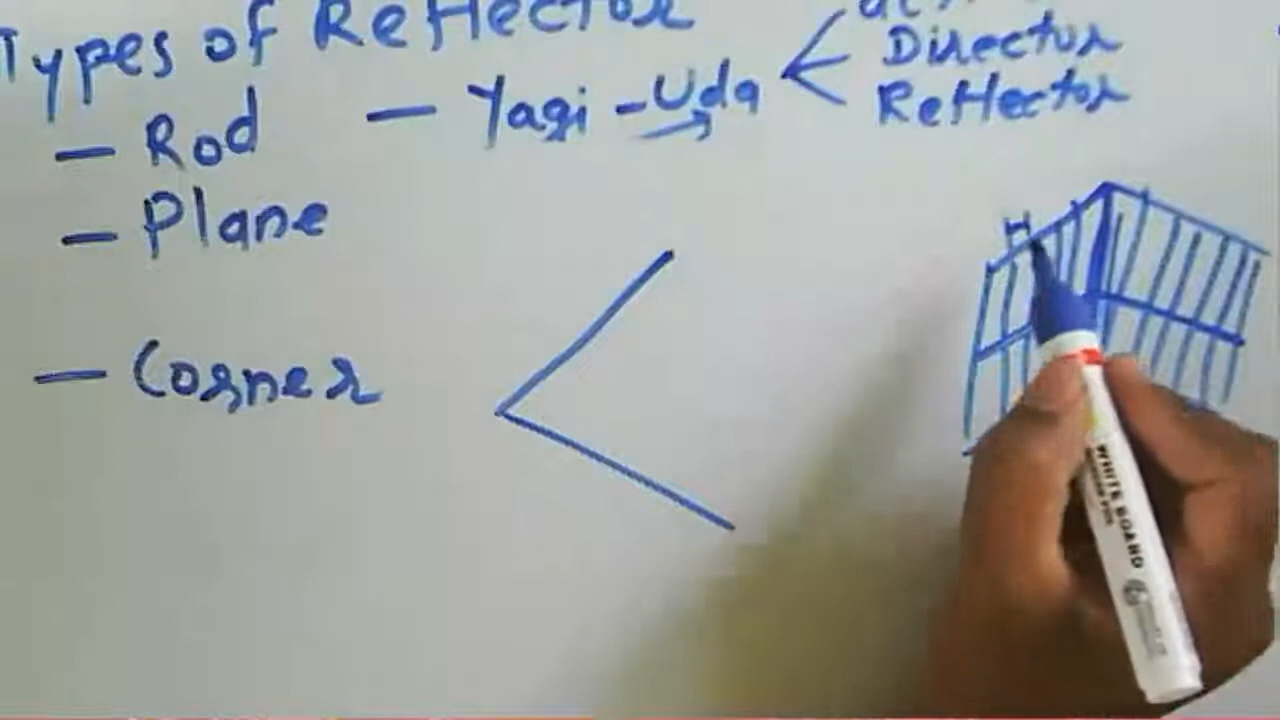 Types of Reflector
— Rod — Yagi - Uda
Director
Reflector
— Plane
— Corner
WHITE BOARD